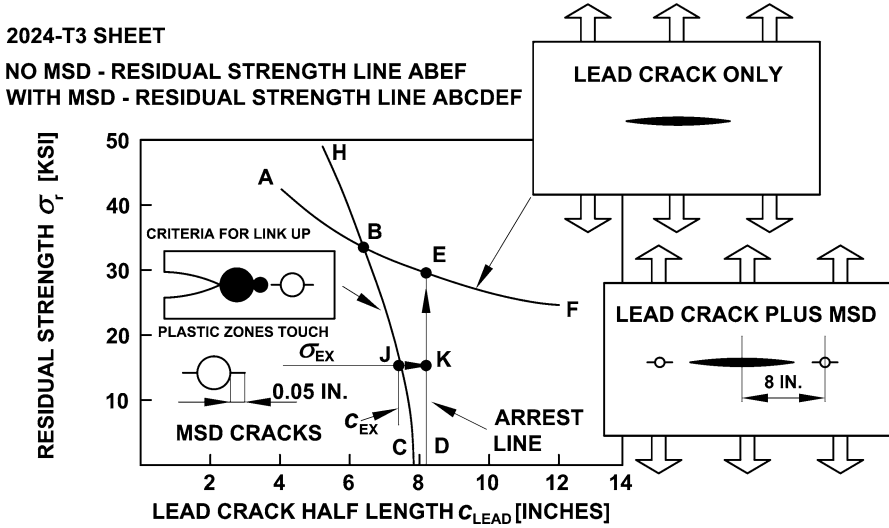 2024-T3 SHEET
NO MSD - RESIDUAL STRENGTH LINE ABEF
WITH MSD - RESIDUAL STRENGTH LINE ABCDEF
LEAD CRACK ONLY
RESIDUAL STRENGTH σr [KSI]
50
40
30
20
10
H
A
B
E
F
CRITERIA FOR LINK UP
PLASTIC ZONES TOUCH
LEAD CRACK PLUS MSD
8 IN.
σEX
J
K
0.05 IN.
MSD CRACKS
cEX
C
D
ARREST
LINE
2
4
6
8
10
12
14
LEAD CRACK HALF LENGTH cLEAD [INCHES]